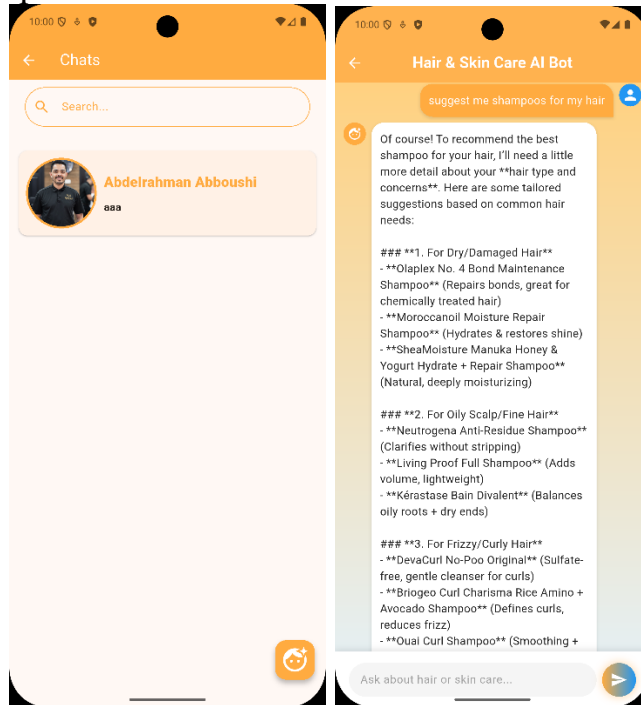 10:00
Chats
Search...
Abdelrahman Abboushi
aaa
10:00
Hair & Skin Care AI Bot
suggest me shampoos for my hair
Of course! To recommend the best
shampoo for your hair, I'll need a little
more detail about your **hair type and
concerns**. Here are some tailored
suggestions based on common hair
needs:
### **1. For Dry/Damaged Hair**
- **Olaplex No. 4 Bond Maintenance
Shampoo** (Repairs bonds, great for
chemically treated hair)
- **Moroccanoil Moisture Repair
Shampoo** (Hydrates & restores shine)
- **SheaMoisture Manuka Honey &
Yogurt Hydrate + Repair Shampoo**
(Natural, deeply moisturizing)
### **2. For Oily Scalp/Fine Hair**
- **Neutrogena Anti-Residue Shampoo**
(Clarifies without stripping)
- **Living Proof Full Shampoo** (Adds
volume, lightweight)
- **Kérastase Bain Divalent** (Balances
oily roots + dry ends)
### **3. For Frizzy/Curly Hair**
- **DevaCurl No-Poo Original** (Sulfate-
free, gentle cleanser for curls)
- **Briogeo Curl Charisma Rice Amino +
Avocado Shampoo** (Defines curls,
reduces frizz)
- **Ouai Curl Shampoo** (Smoothing +
Ask about hair or skin care...